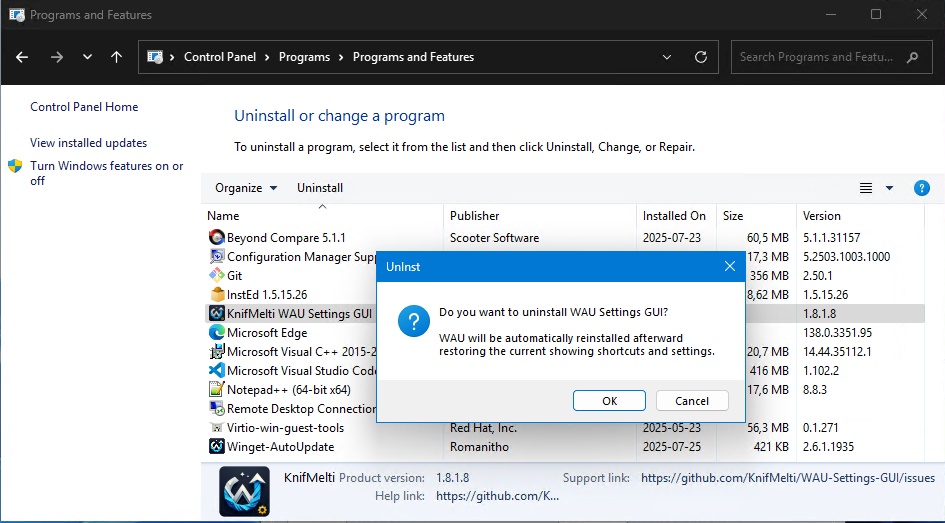 Programs and Features
Control Panel > Programs > Programs and Features
Search Programs and Featu...
Control Panel Home
View installed updates
Turn Windows features on or
off
Uninstall or change a program
To uninstall a program, select it from the list and then click Uninstall, Change, or Repair.
Organize Uninstall
Name Publisher Installed On Size Version
Beyond Compare 5.1.1 Scooter Software 2025-07-23 60,5 MB 5.1.1.31157
Configuration Manager Supp 17,3 MB 5.2503.1003.1000
Git 356 MB 2.50.1
InstEd 1.5.15.26 8,62 MB 1.5.15.26
KnifMelti WAU Settings GUI 1.8.1.8
Microsoft Edge 138.0.3351.95
Microsoft Visual C++ 2015-2 20,7 MB 14.44.35112.1
Microsoft Visual Studio Code 416 MB 1.102.2
Notepad++ (64-bit x64) 17,6 MB 8.8.3
Remote Desktop Connection
Virtio-win-guest-tools Red Hat, Inc. 2025-05-23 56,3 MB 0.1.271
Winget-AutoUpdate Romanitho 2025-07-25 421 KB 2.6.1.1935
UnInst
Do you want to uninstall WAU Settings GUI?
WAU will be automatically reinstalled afterward
restoring the current showing shortcuts and settings.
OK Cancel
KnifMelti Product version: 1.8.1.8 Support link: https://github.com/KnifMelti/WAU-Settings-GUI/issues
Help link: https://github.com/K...